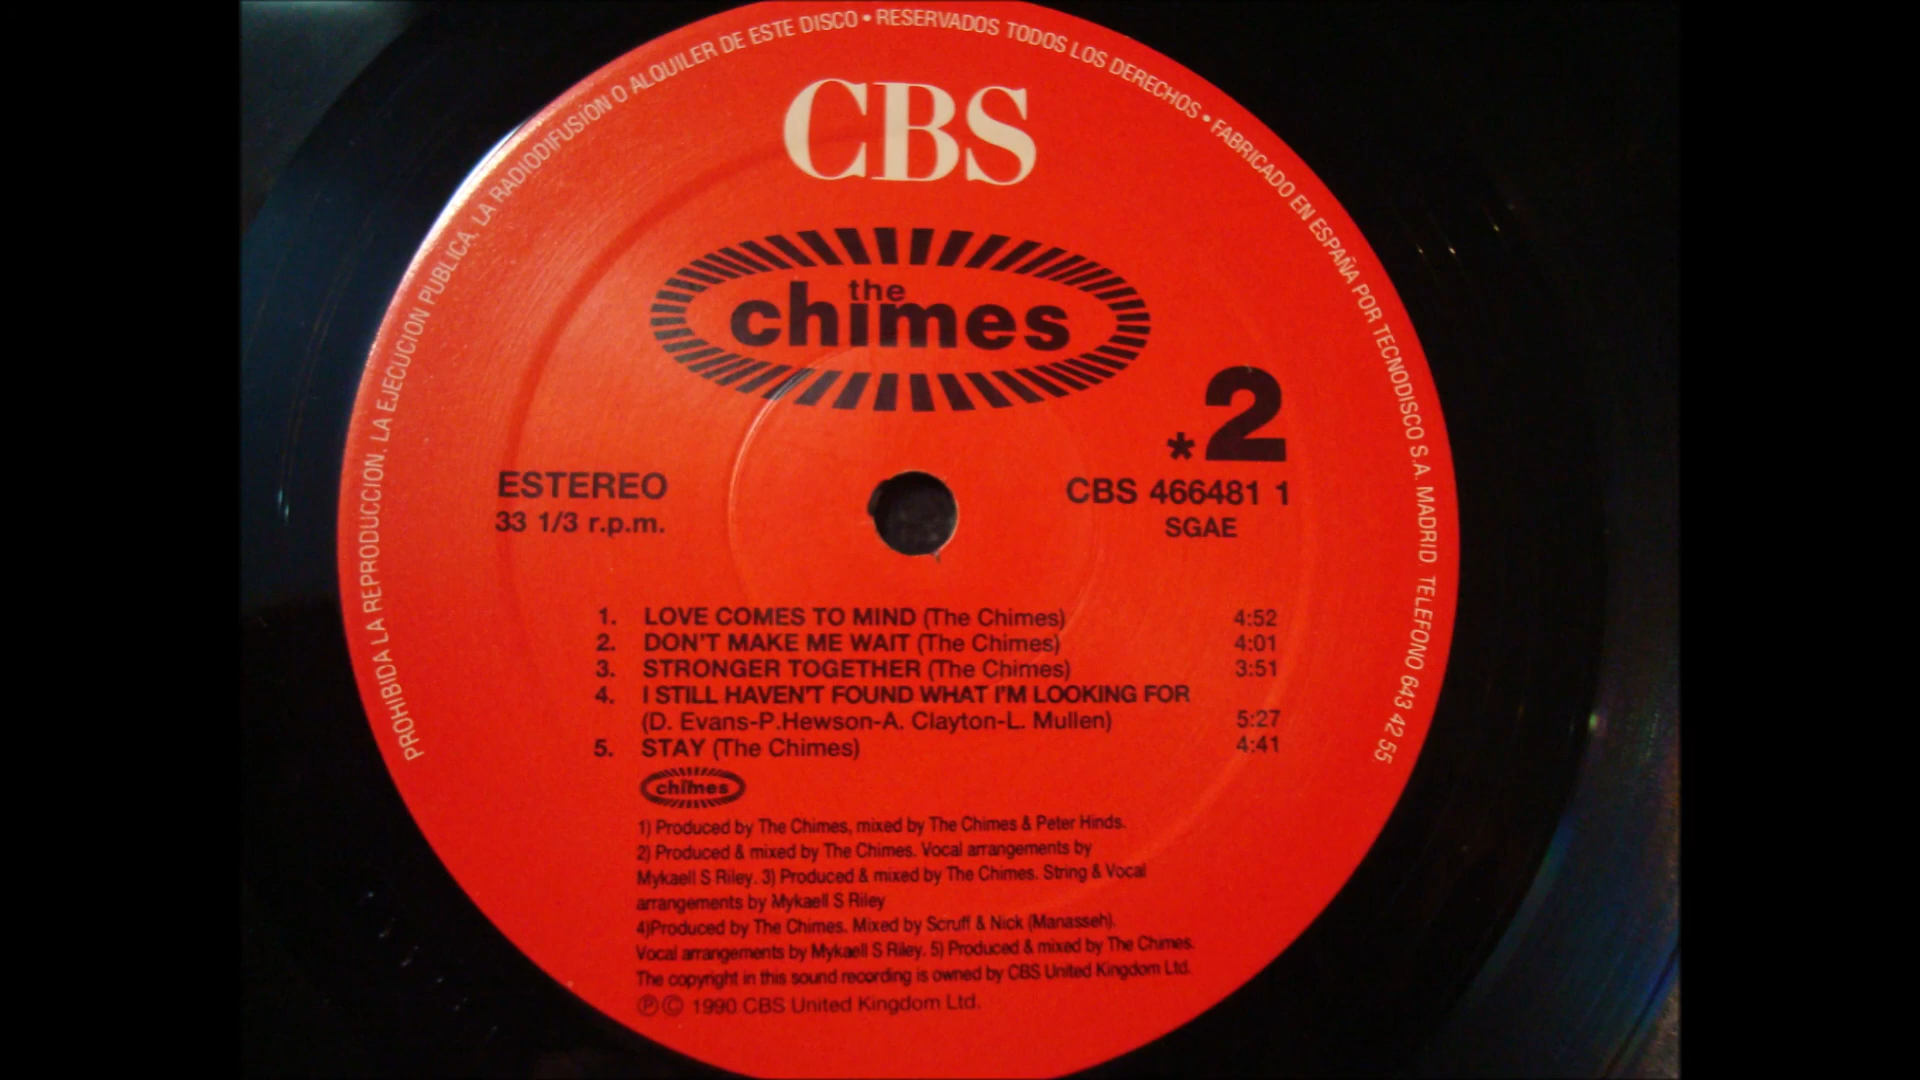 PROHIBIDA LA REPRODUCCION, LA EJECUCION PUBLICA, LA RADIODIFUSIÓN O ALQUILER DE ESTE DISCO • RESERVADOS TODOS LOS DERECHOS • FABRICADO EN ESPAÑA POR TECNODISCO S.A. MADRID TELEFONO 643 42 55
CBS
the
chimes
*2
ESTEREO
33 1/3 r.p.m.
CBS 466481 1
SGAE
1. LOVE COMES TO MIND (The Chimes) 4:52
2. DON'T MAKE ME WAIT (The Chimes) 4:01
3. STRONGER TOGETHER (The Chimes) 3:51
4. I STILL HAVEN'T FOUND WHAT I'M LOOKING FOR
(D. Evans-P.Hewson-A. Clayton-L. Mullen) 5:27
5. STAY (The Chimes) 4:41
the
chimes
1) Produced by The Chimes, mixed by The Chimes & Peter Hinds.
2) Produced & mixed by The Chimes. Vocal arrangements by
Mykaell S Riley. 3) Produced & mixed by The Chimes. String & Vocal
arrangements by Mykaell S Riley
4)Produced by The Chimes. Mixed by Scruff & Nick (Manasseh).
Vocal arrangements by Mykaell S Riley. 5) Produced & mixed by The Chimes.
The copyright in this sound recording is owned by CBS United Kingdom Ltd.
Ⓟ© 1990 CBS United Kingdom Ltd.